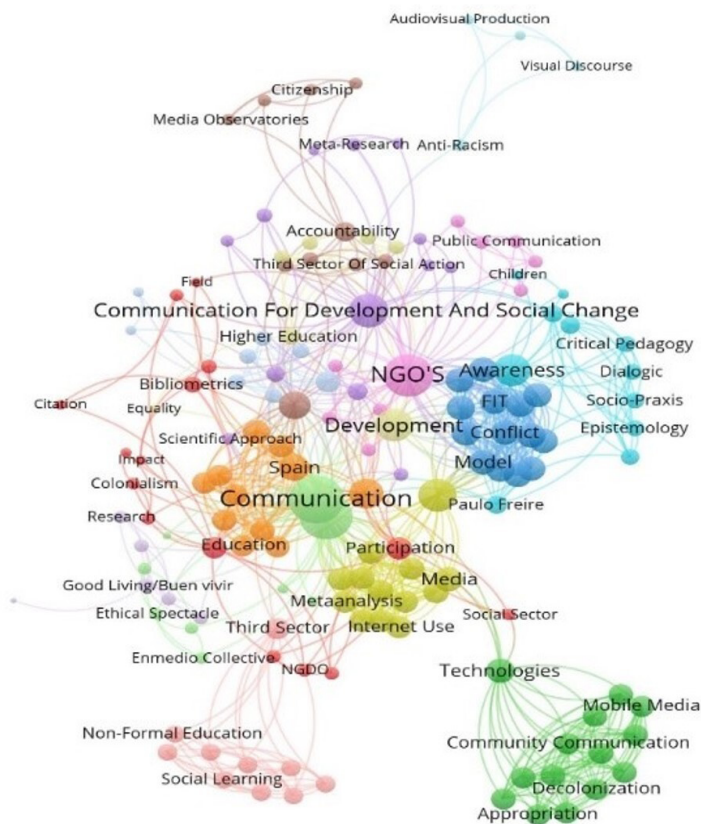 Audiovisual Production
Visual Discourse
Citizenship
Media Observatories
Meta-Research
Anti-Racism
Accountability
Public Communication
Third Sector Of Social Action
Children
Field
Communication For Development And Social Change
Higher Education
Critical Pedagogy
NGO'S
Awareness
Dialogic
Bibliometrics
FIT
Socio-Praxis
Citation
Equality
Development
Conflict
Epistemology
Scientific Approach
Impact
Spain
Model
Colonialism
Communication
Paulo Freire
Research
Education
Participation
Good Living/Buen vivir
Media
Metaanalysis
Ethical Spectacle
Third Sector
Internet Use
Social Sector
Enmedio Collective
NGDO
Technologies
Mobile Media
Non-Formal Education
Community Communication
Social Learning
Decolonization
Appropriation